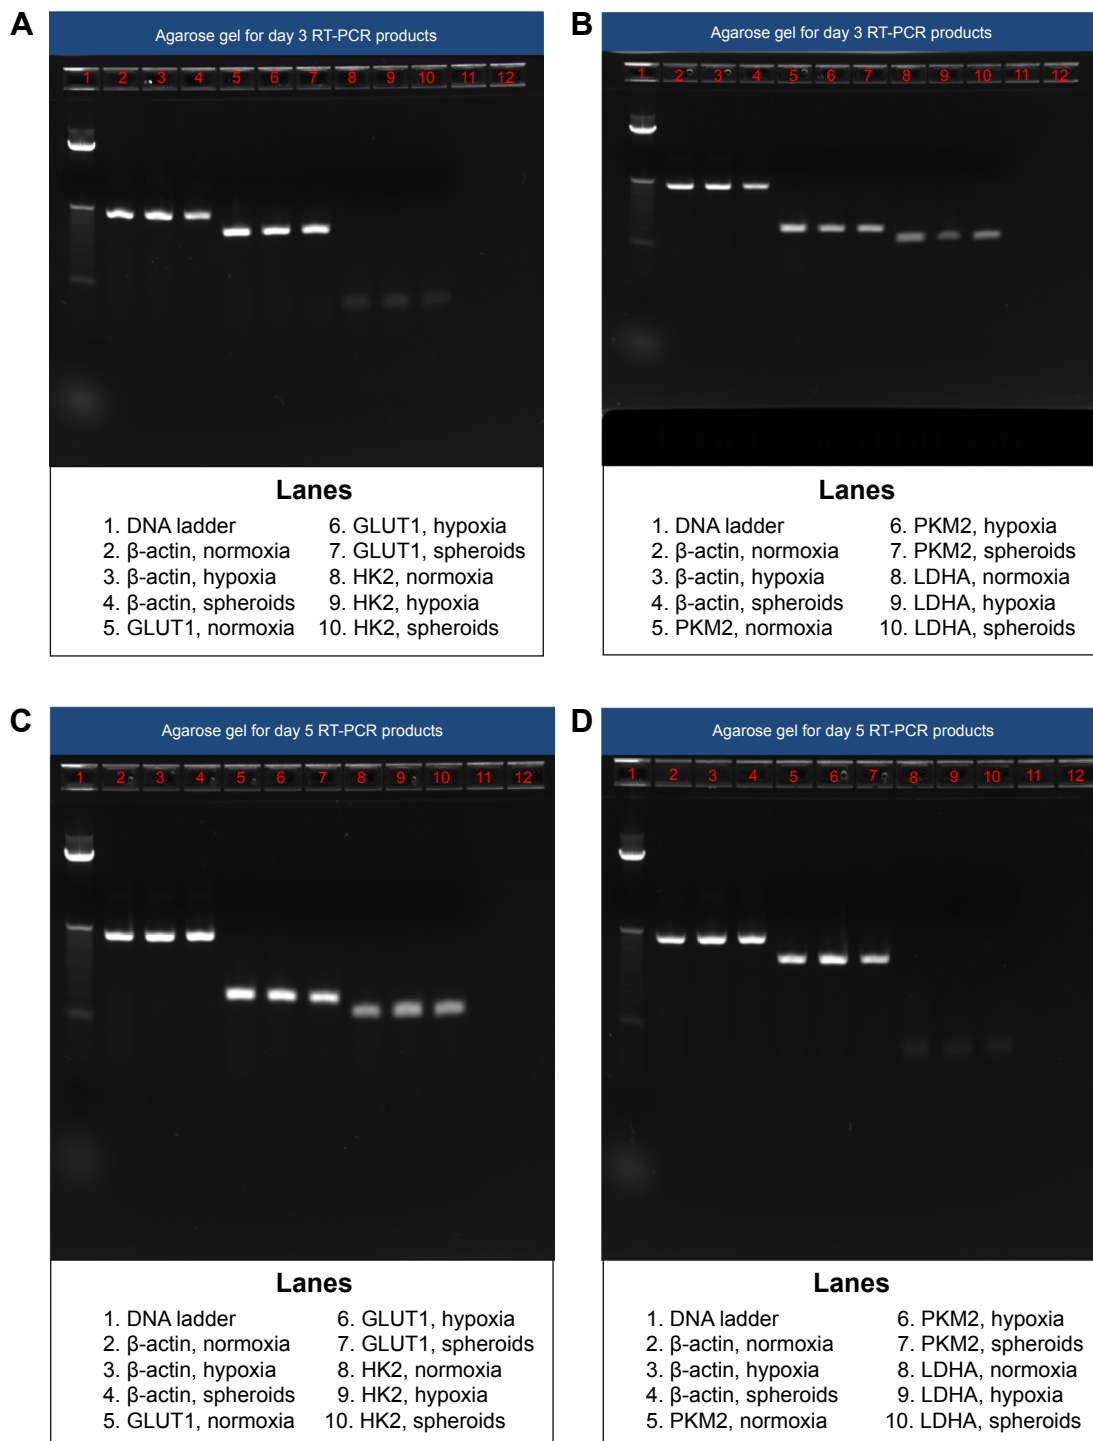 A
Agarose gel for day 3 RT-PCR products
1 2 3 4 5 6 7 8 9 10 11 12
Lanes
1. DNA ladder
2. β-actin, normoxia
3. β-actin, hypoxia
4. β-actin, spheroids
5. GLUT1, normoxia
6. GLUT1, hypoxia
7. GLUT1, spheroids
8. HK2, normoxia
9. HK2, hypoxia
10. HK2, spheroids
B
Agarose gel for day 3 RT-PCR products
1 2 3 4 5 6 7 8 9 10 11 12
Lanes
1. DNA ladder
2. β-actin, normoxia
3. β-actin, hypoxia
4. β-actin, spheroids
5. PKM2, normoxia
6. PKM2, hypoxia
7. PKM2, spheroids
8. LDHA, normoxia
9. LDHA, hypoxia
10. LDHA, spheroids
C
Agarose gel for day 5 RT-PCR products
1 2 3 4 5 6 7 8 9 10 11 12
Lanes
1. DNA ladder
2. β-actin, normoxia
3. β-actin, hypoxia
4. β-actin, spheroids
5. GLUT1, normoxia
6. GLUT1, hypoxia
7. GLUT1, spheroids
8. HK2, normoxia
9. HK2, hypoxia
10. HK2, spheroids
D
Agarose gel for day 5 RT-PCR products
1 2 3 4 5 6 7 8 9 10 11 12
Lanes
1. DNA ladder
2. β-actin, normoxia
3. β-actin, hypoxia
4. β-actin, spheroids
5. PKM2, normoxia
6. PKM2, hypoxia
7. PKM2, spheroids
8. LDHA, normoxia
9. LDHA, hypoxia
10. LDHA, spheroids